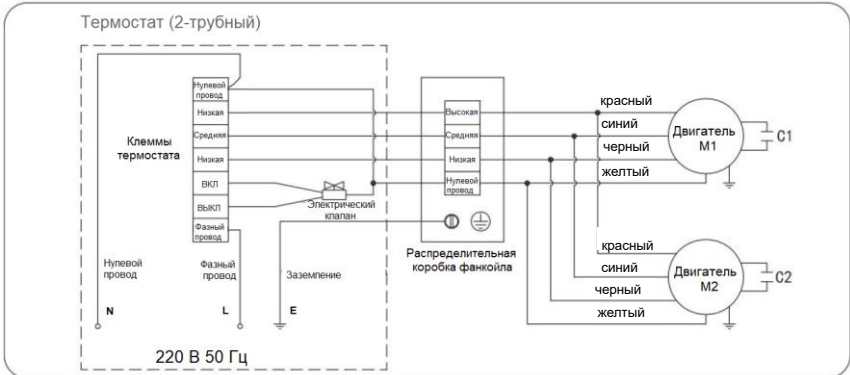 Термостат (2-трубный)
Клеммы
термостата
Нулевой
провод
Низкая
Средняя
Низкая
ВКЛ
ВЫКЛ
Фазный
провод
Электрический
клапан
Нулевой
провод
Фазный
провод
Заземление
N
L
E
220 В 50 Гц
Высокая
Средняя
Низкая
Нулевой
провод
Распределительная
коробка фанкойла
красный
синий
черный
желтый
Двигатель
М1
C1
красный
синий
черный
желтый
Двигатель
М2
C2